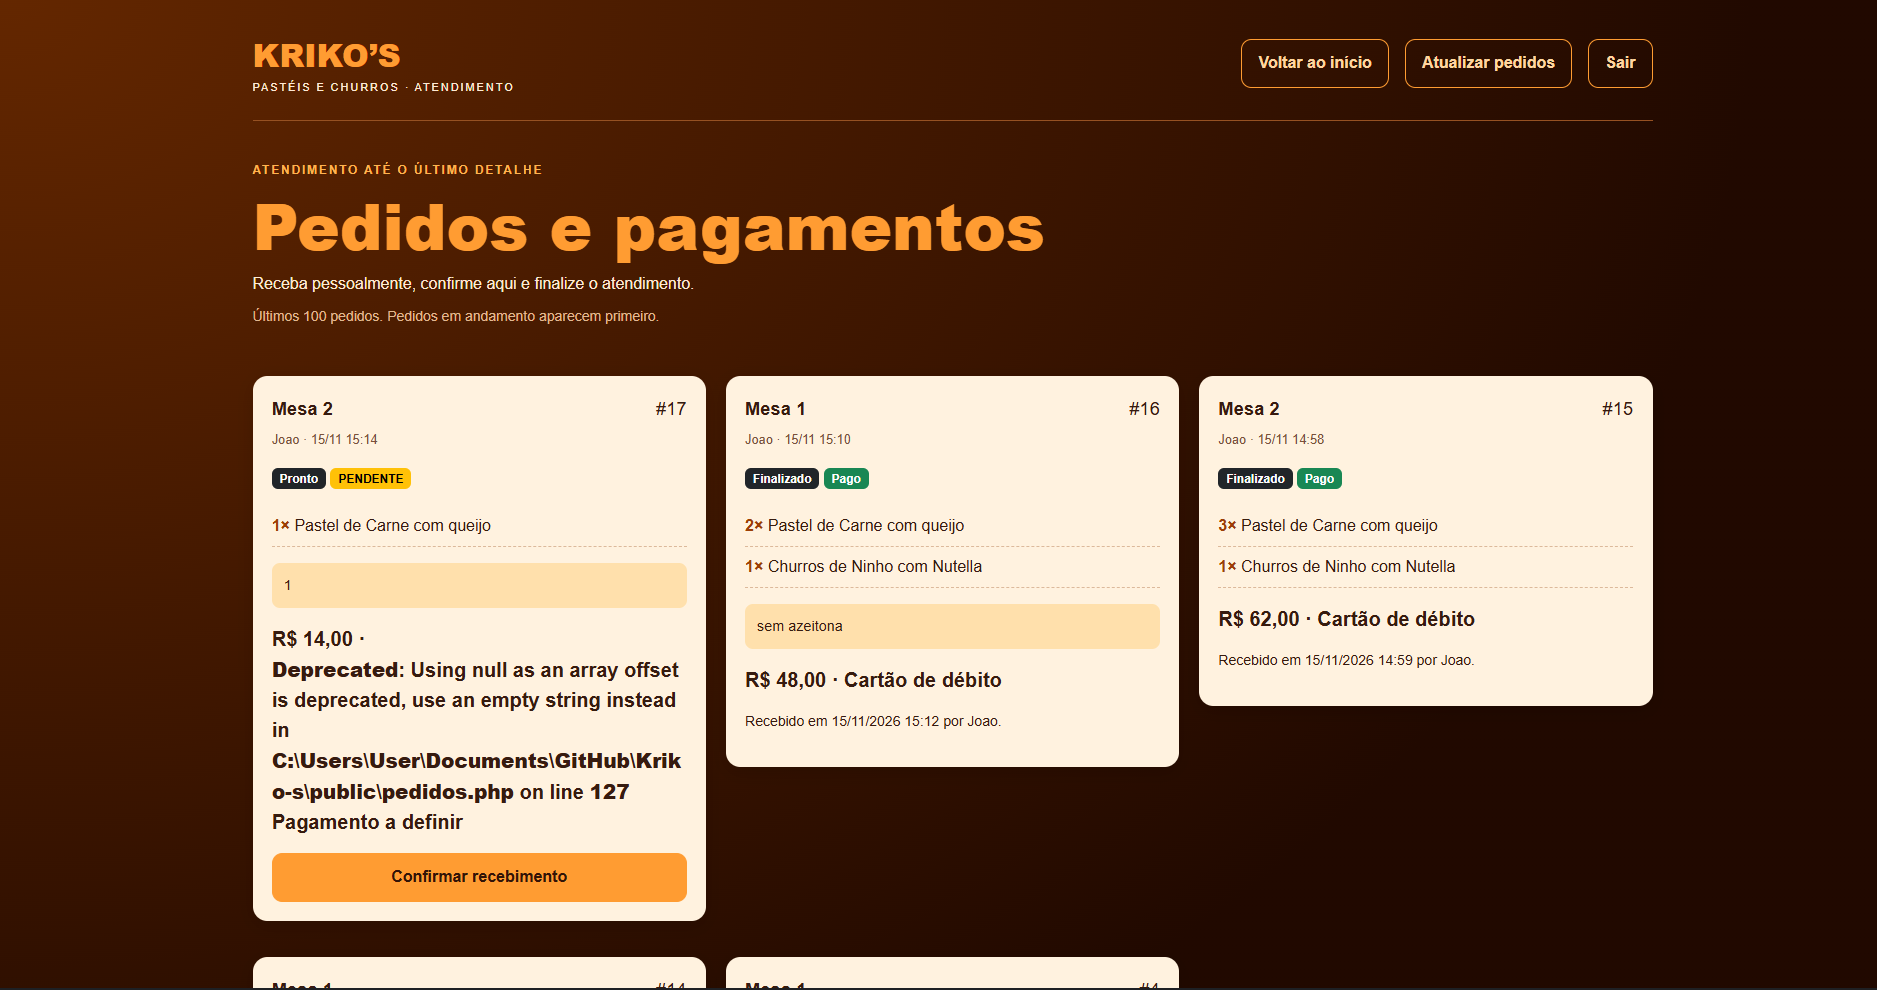 KRIKO’S
PASTÉIS E CHURROS · ATENDIMENTO
Voltar ao início
Atualizar pedidos
Sair
ATENDIMENTO ATÉ O ÚLTIMO DETALHE
Pedidos e pagamentos
Receba pessoalmente, confirme aqui e finalize o atendimento.
Últimos 100 pedidos. Pedidos em andamento aparecem primeiro.
Mesa 2 #17
Joao · 15/11 15:14
Pronto PENDENTE
1× Pastel de Carne com queijo
1
R$ 14,00 ·
Deprecated: Using null as an array offset
is deprecated, use an empty string instead
in
C:\Users\User\Documents\GitHub\Krik
o-s\public\pedidos.php on line 127
Pagamento a definir
Confirmar recebimento
Mesa 1 #16
Joao · 15/11 15:10
Finalizado Pago
2× Pastel de Carne com queijo
1× Churros de Ninho com Nutella
sem azeitona
R$ 48,00 · Cartão de débito
Recebido em 15/11/2026 15:12 por Joao.
Mesa 2 #15
Joao · 15/11 14:58
Finalizado Pago
3× Pastel de Carne com queijo
1× Churros de Ninho com Nutella
R$ 62,00 · Cartão de débito
Recebido em 15/11/2026 14:59 por Joao.
Mesa 1 #14
Mesa 1 #4